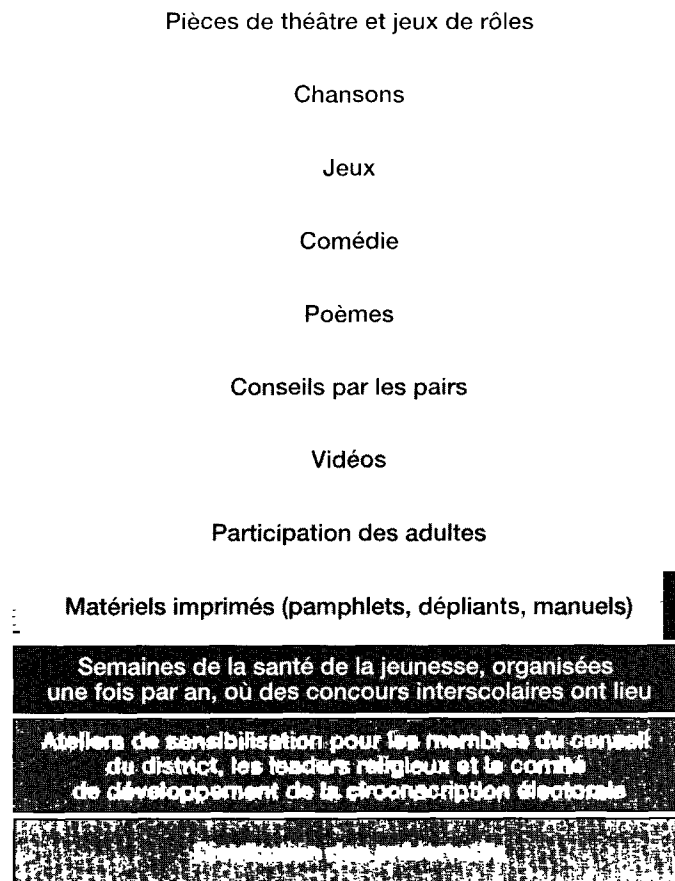 Pièces de théâtre et jeux de rôles
Chansons
Jeux
Comédie
Poèmes
Conseils par les pairs
Vidéos
Participation des adultes
Matériels imprimés (pamphlets, dépliants, manuels)
Semaines de la santé de la jeunesse, organisées
une fois par an, où des concours interscolaires ont lieu
Ateliers de sensibilisation pour les membres du conseil
du district, les leaders religieux et le comité
de développement de la circonscription électorale